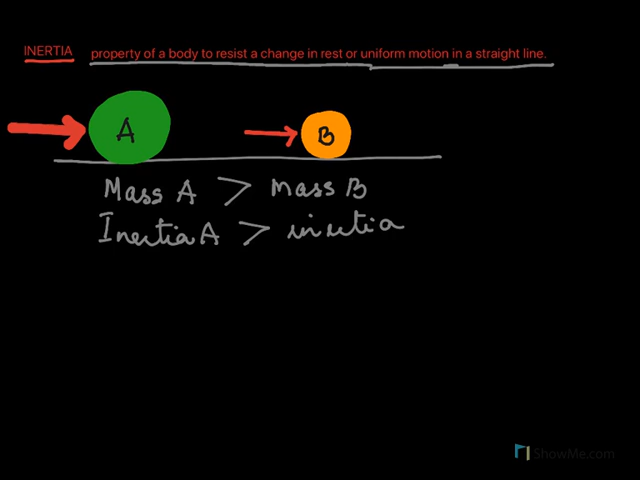 INERTIA property of a body to resist a change in rest or uniform motion in a straight line.
A B
Mass A > mass B
Inertia A > inertia
ShowMe.com